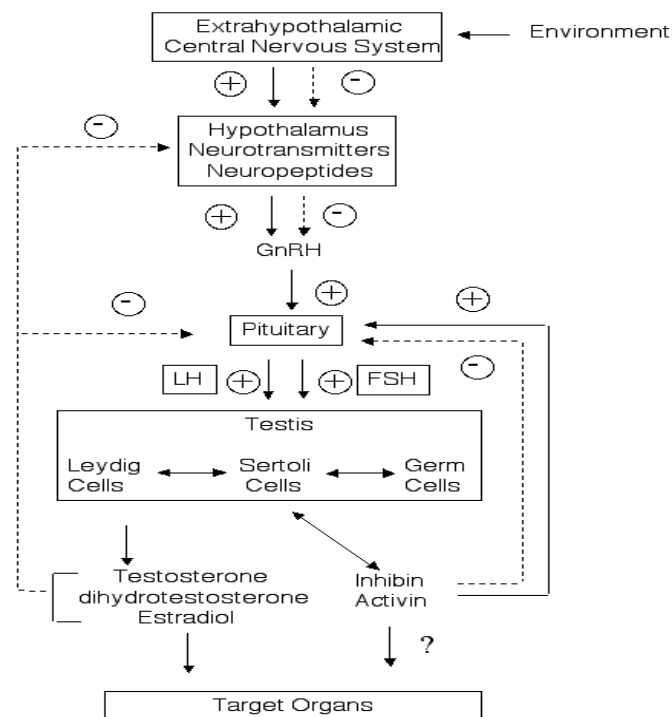 Extrahypothalamic
Central Nervous System
Environment
+
-
-
Hypothalamus
Neurotransmitters
Neuropeptides
+
-
GnRH
+
+
-
Pituitary
-
LH
+
+
FSH
Testis
Leydig
Cells
Sertoli
Cells
Germ
Cells
Testosterone
dihydrotestosterone
Estradiol
Inhibin
Activin
?
Target Organs